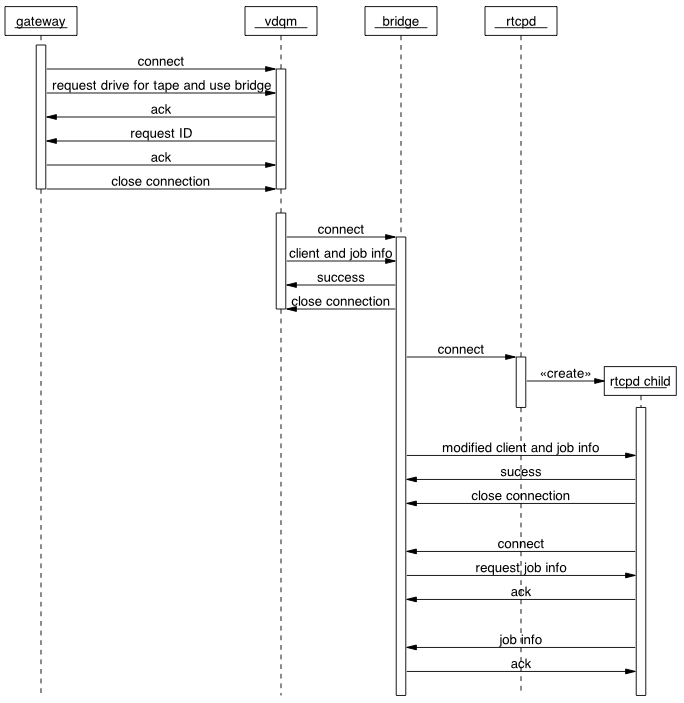 gateway
vdqm
bridge
rtcpd
connect
request drive for tape and use bridge
ack
request ID
ack
close connection
connect
client and job info
success
close connection
connect
«create»
rtcpd child
modified client and job info
sucess
close connection
connect
request job info
ack
job info
ack